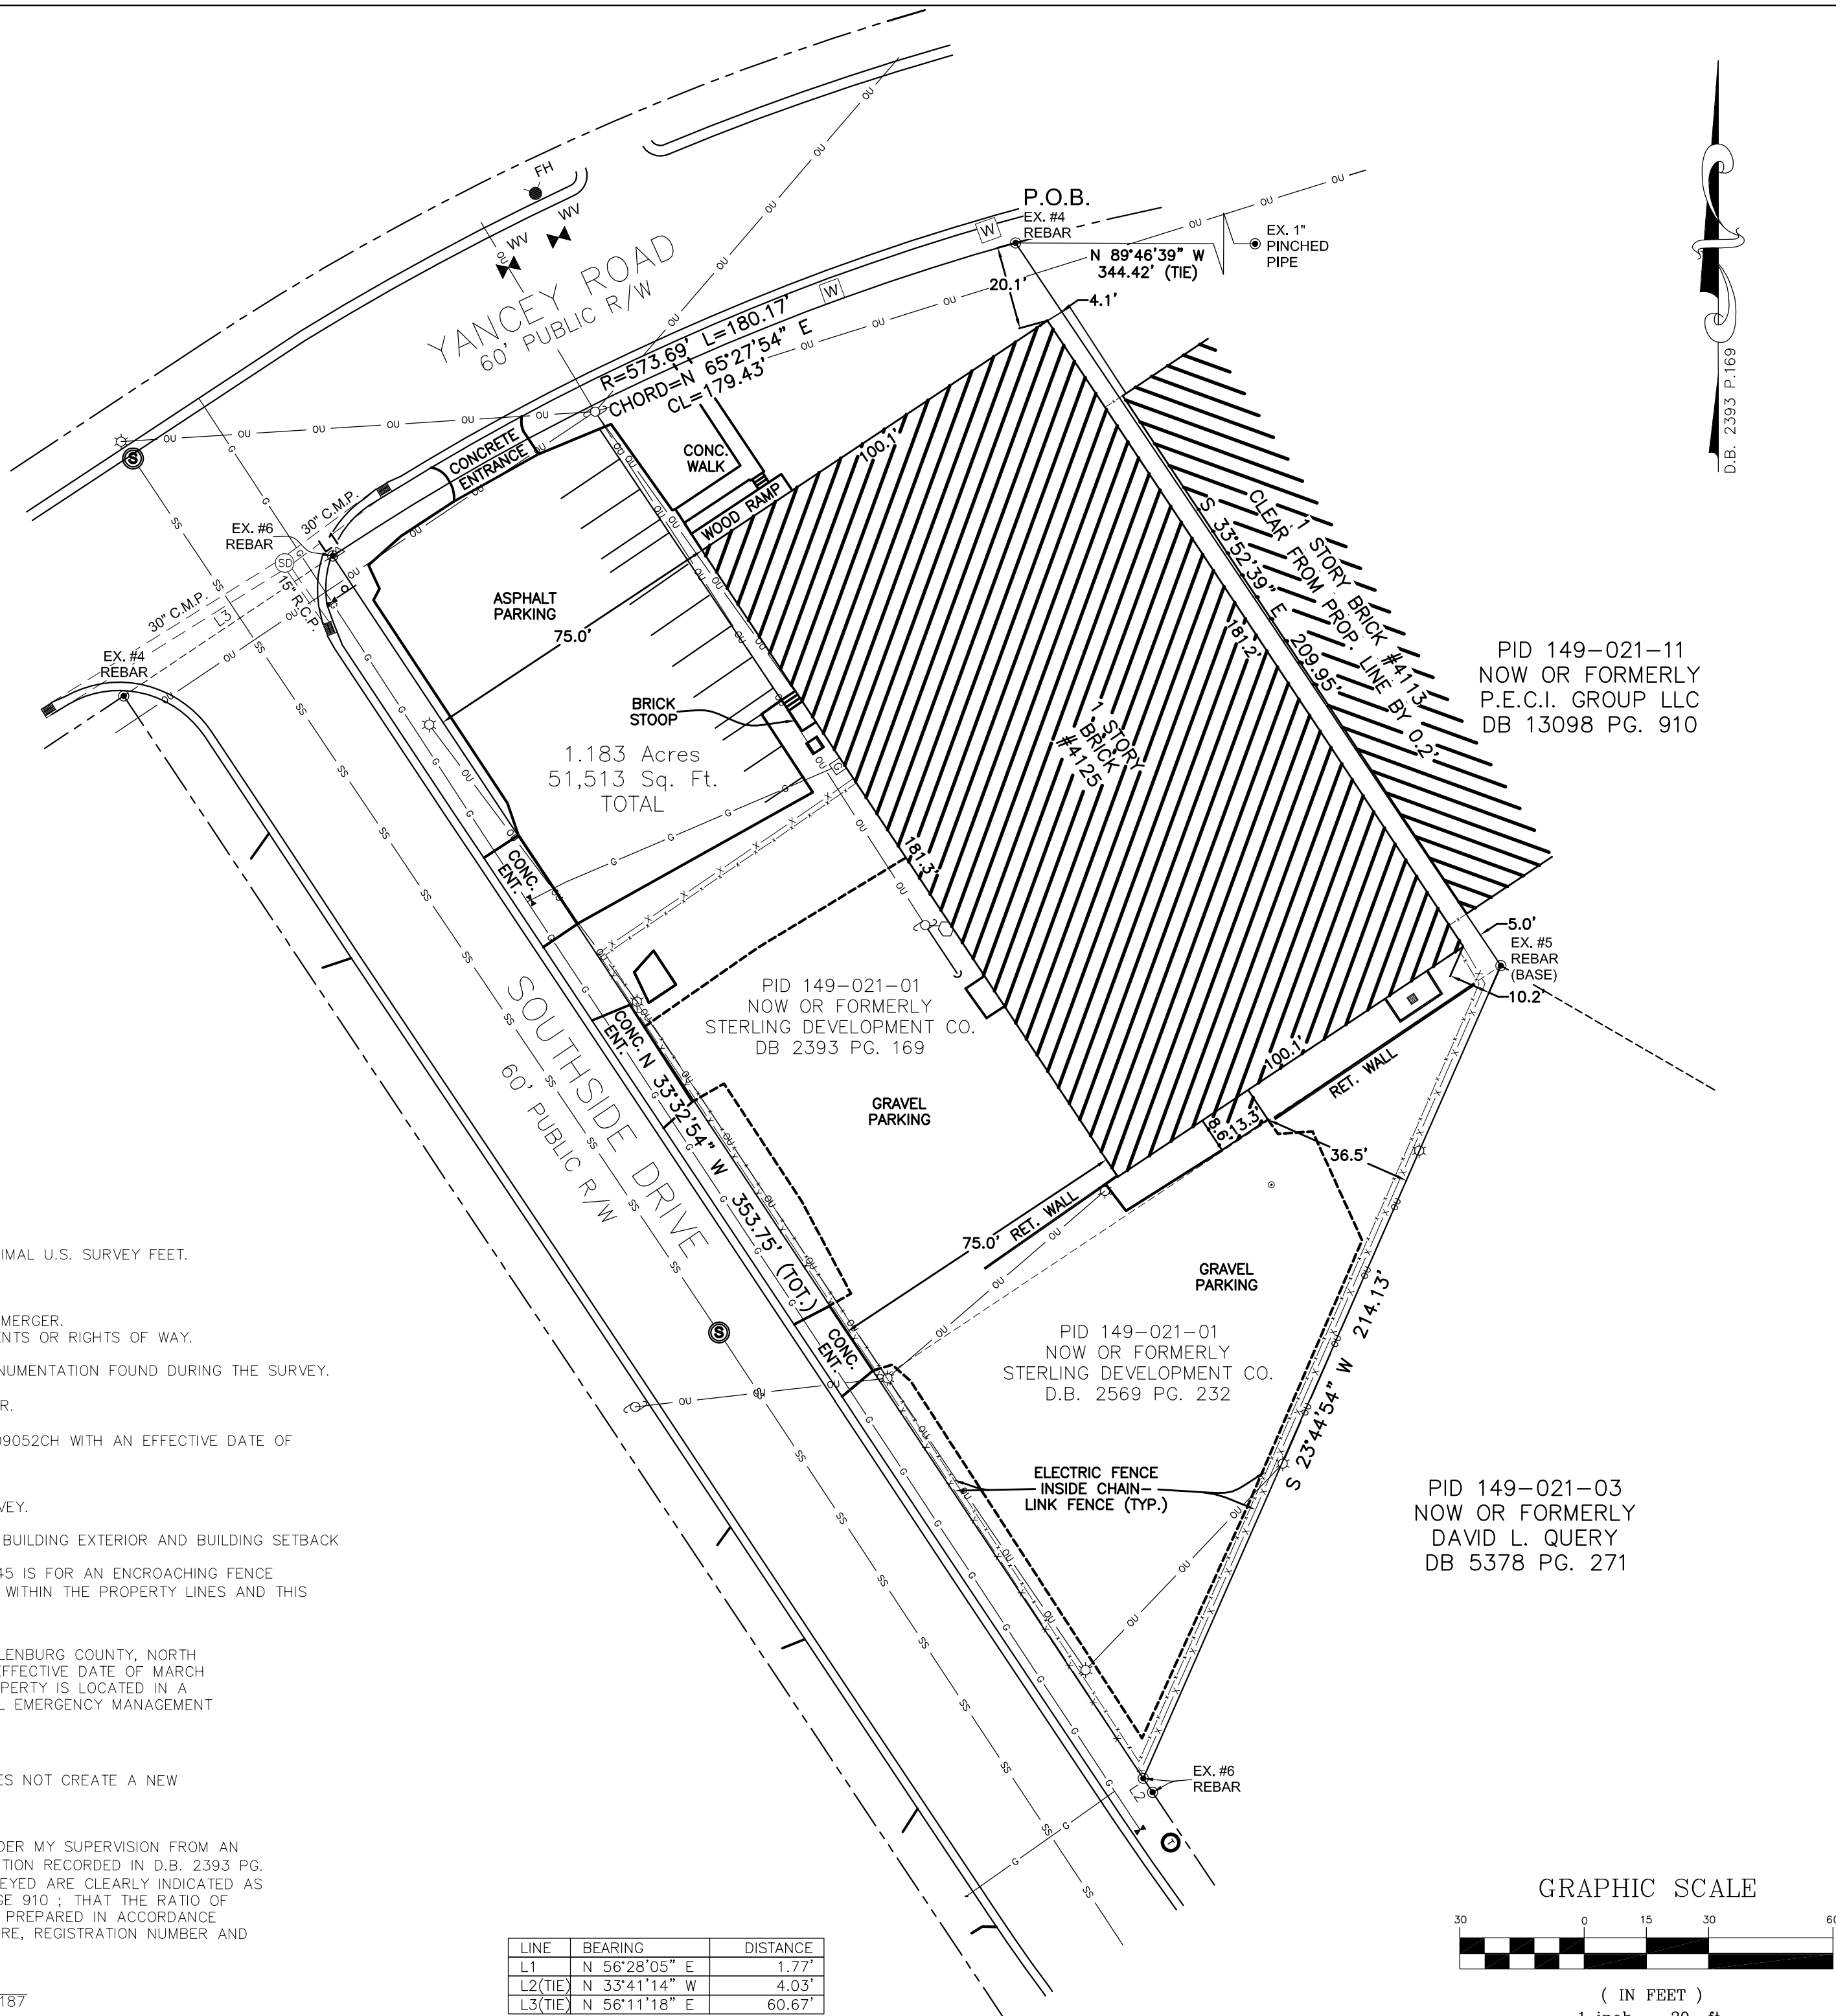 FH
WV
WV
YANCEY ROAD
60' PUBLIC R/W
R=573.69' L=180.17'
CHORD=N 65°27'54" E
CL=179.43'
W
W
P.O.B.
EX. #4
REBAR
N 89°46'39" W
344.42' (TIE)
EX. 1"
PINCHED
PIPE
20.1'
4.1'
D.B. 2393 P.169
S
CONCRETE
ENTRANCE
CONC.
WALK
WOOD RAMP
100.1'
EX. #6
REBAR
L1
30" C.M.P.
SD
15" R.C.P.
30" C.M.P.
L3
EX. #4
REBAR
ASPHALT
PARKING
75.0'
BRICK
STOOP
1.183 Acres
51,513 Sq. Ft.
TOTAL
S 33°52'39" E 209.95'
1 STORY BRICK #4113
CLEAR FROM PROP. LINE BY 0.2'
181.2'
1 STORY
BRICK
#4125
181.3'
PID 149-021-11
NOW OR FORMERLY
P.E.C.I. GROUP LLC
DB 13098 PG. 910
CONC.
ENT.
5.0'
EX. #5
REBAR
(BASE)
10.2'
PID 149-021-01
NOW OR FORMERLY
STERLING DEVELOPMENT CO.
DB 2393 PG. 169
SOUTHSIDE DRIVE
60' PUBLIC R/W
CONC.
ENT.
N 33°32'54" W 353.75' (TOT.)
GRAVEL
PARKING
100.1'
RET. WALL
8.6'
13.3'
36.5'
75.0'
RET. WALL
S
GRAVEL
PARKING
PID 149-021-01
NOW OR FORMERLY
STERLING DEVELOPMENT CO.
D.B. 2569 PG. 232
CONC.
ENT.
S 23°44'54" W 214.13'
ELECTRIC FENCE
INSIDE CHAIN-
LINK FENCE (TYP.)
PID 149-021-03
NOW OR FORMERLY
DAVID L. QUERY
DB 5378 PG. 271
EX. #6
REBAR
L2
T
IMAL U.S. SURVEY FEET.
MERGER.
ENTS OR RIGHTS OF WAY.
NUMENTATION FOUND DURING THE SURVEY.
R.
09052CH WITH AN EFFECTIVE DATE OF
VEY.
BUILDING EXTERIOR AND BUILDING SETBACK
45 IS FOR AN ENCROACHING FENCE
WITHIN THE PROPERTY LINES AND THIS
LENBURG COUNTY, NORTH
EFFECTIVE DATE OF MARCH
PERTY IS LOCATED IN A
L EMERGENCY MANAGEMENT
ES NOT CREATE A NEW
DER MY SUPERVISION FROM AN
TION RECORDED IN D.B. 2393 PG.
EYED ARE CLEARLY INDICATED AS
GE 910 ; THAT THE RATIO OF
PREPARED IN ACCORDANCE
RE, REGISTRATION NUMBER AND
187
LINE BEARING DISTANCE
L1 N 56°28'05" E 1.77'
L2(TIE) N 33°41'14" W 4.03'
L3(TIE) N 56°11'18" E 60.67'
GRAPHIC SCALE
30 0 15 30 60
( IN FEET )